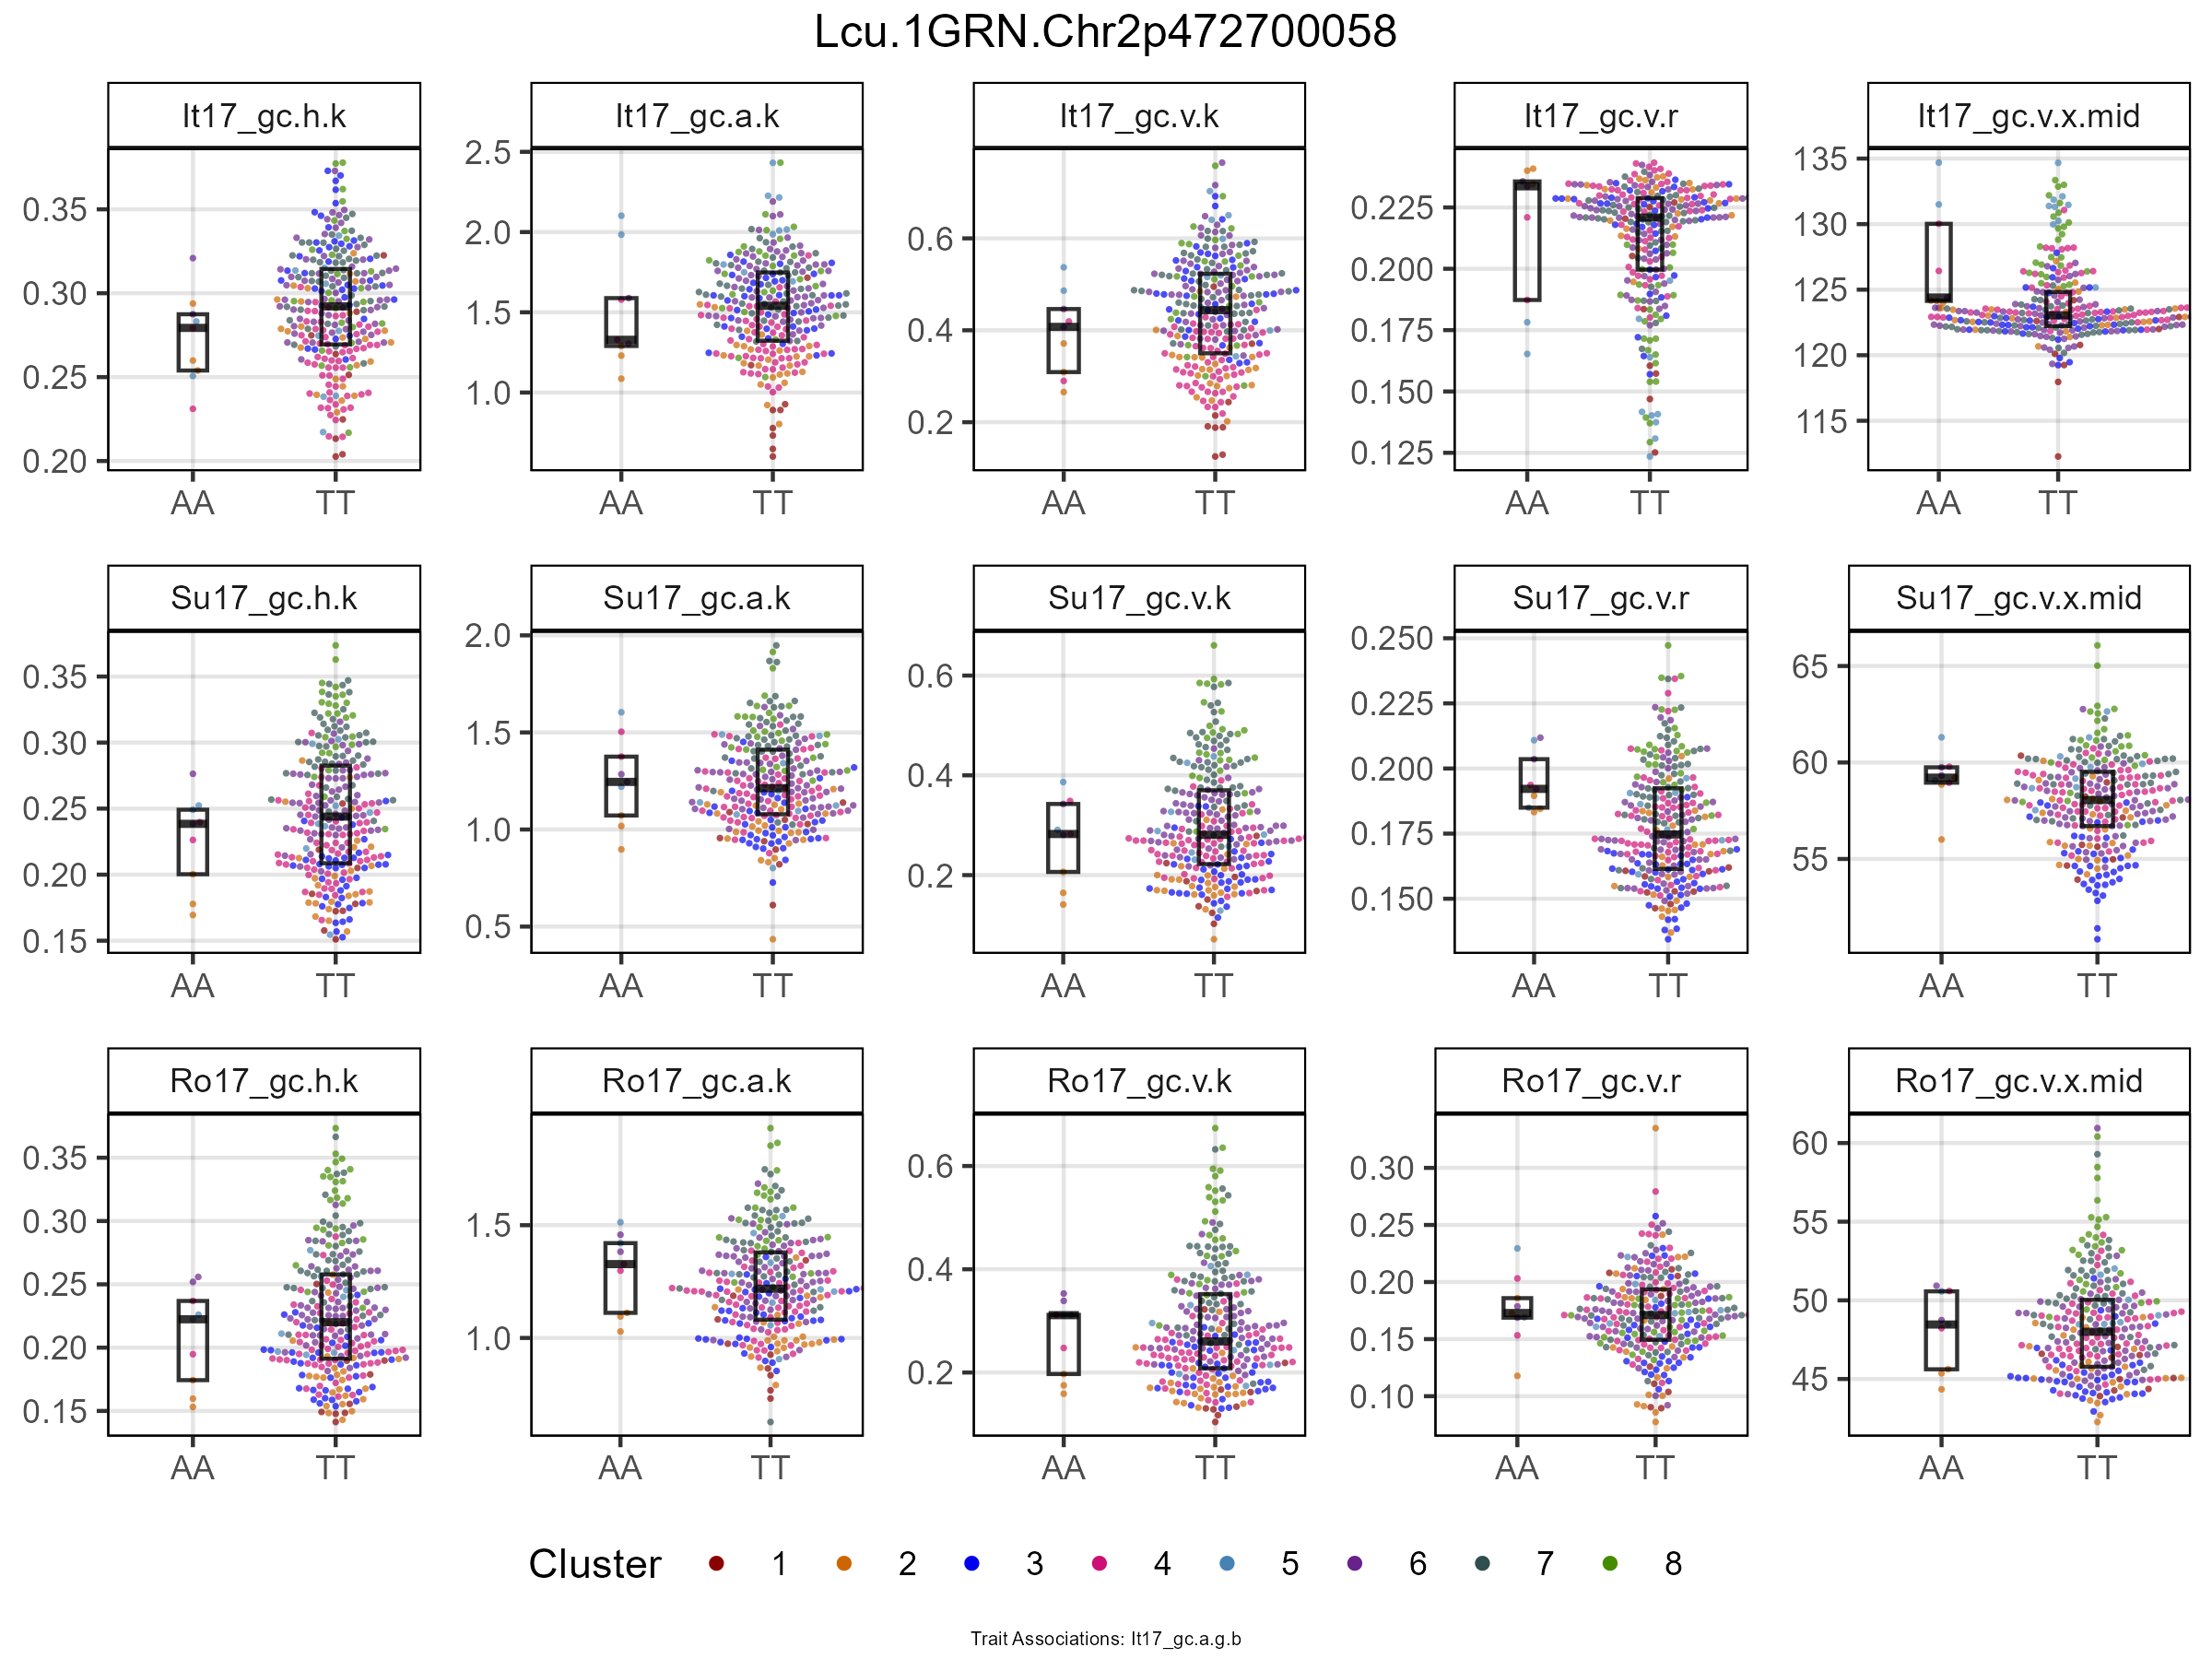 Lcu.1GRN.Chr2p472700058
It17_gc.h.k It17_gc.a.k It17_gc.v.k It17_gc.v.r It17_gc.v.x.mid
0.35 0.30 0.25 0.20
2.5 2.0 1.5 1.0
0.6 0.4 0.2
0.225 0.200 0.175 0.150 0.125
135 130 125 120 115
AA TT AA TT AA TT AA TT AA TT
Su17_gc.h.k Su17_gc.a.k Su17_gc.v.k Su17_gc.v.r Su17_gc.v.x.mid
0.35 0.30 0.25 0.20 0.15
2.0 1.5 1.0 0.5
0.6 0.4 0.2
0.250 0.225 0.200 0.175 0.150
65 60 55
AA TT AA TT AA TT AA TT AA TT
Ro17_gc.h.k Ro17_gc.a.k Ro17_gc.v.k Ro17_gc.v.r Ro17_gc.v.x.mid
0.35 0.30 0.25 0.20 0.15
1.5 1.0
0.6 0.4 0.2
0.30 0.25 0.20 0.15 0.10
60 55 50 45
AA TT AA TT AA TT AA TT AA TT
Cluster 1 2 3 4 5 6 7 8
Trait Associations: It17_gc.a.g.b